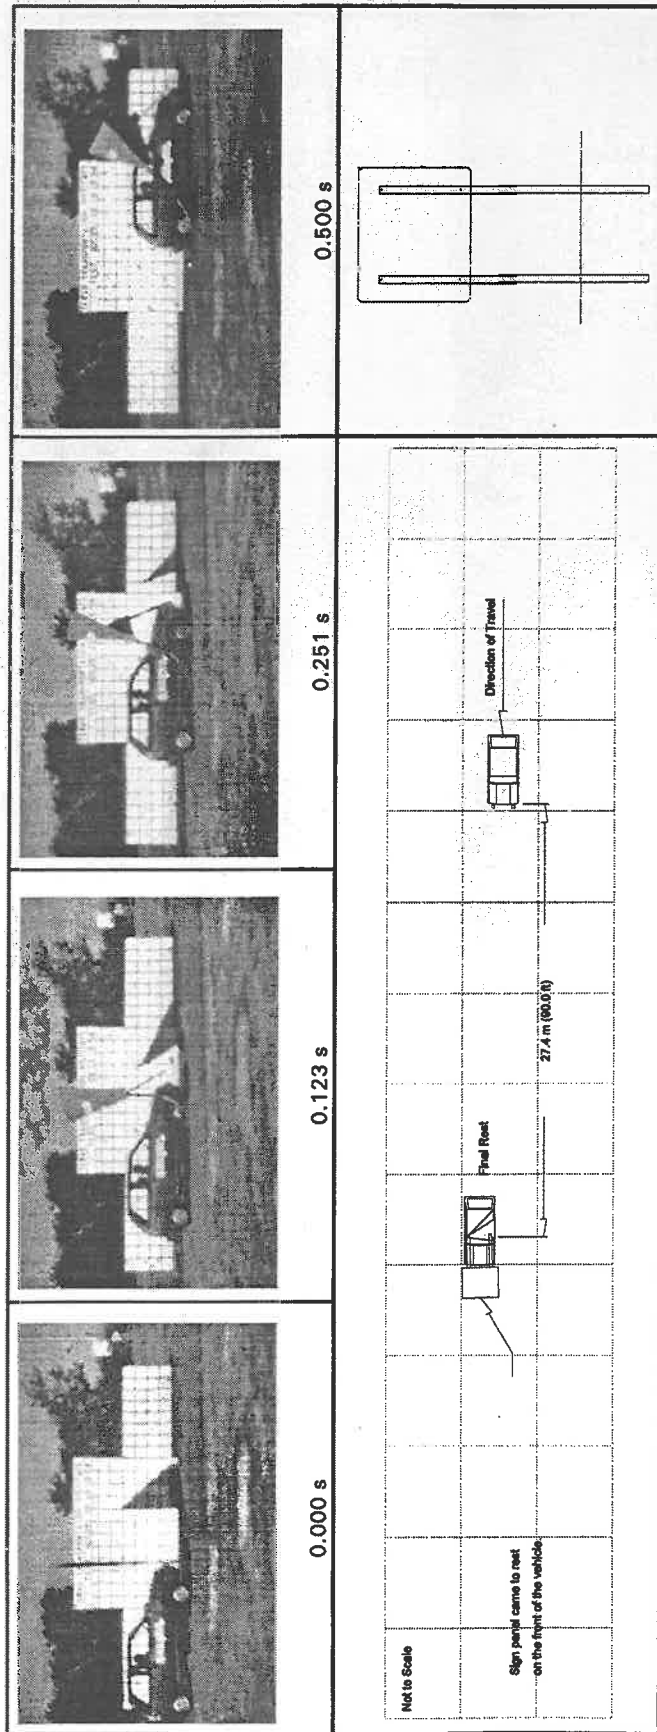 0.000 s
0.123 s
0.251 s
0.500 s
Not to Scale
Sign panel came to rest
on the front of the vehicle.
Final Rest
27.4 m (90.0 ft)
Direction of Travel